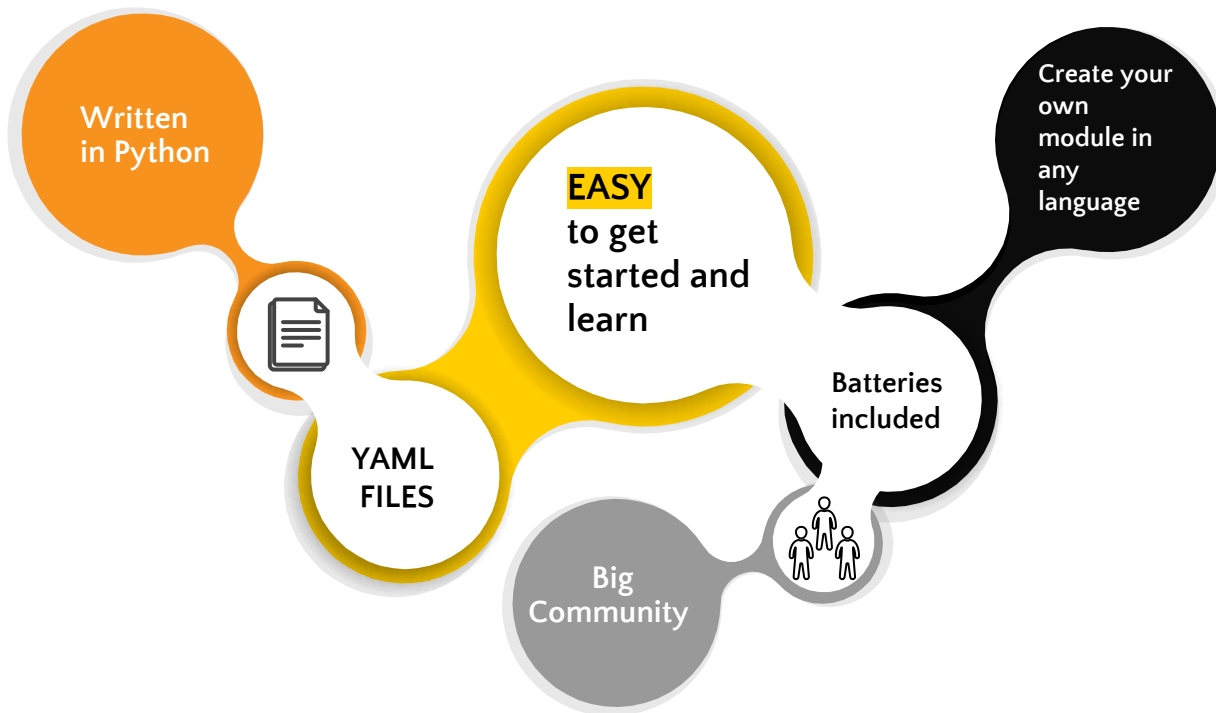 Written
in Python
EASY
to get
started and
learn
Create your
own
module in
any
language
Batteries
included
YAML
FILES
Big
Community